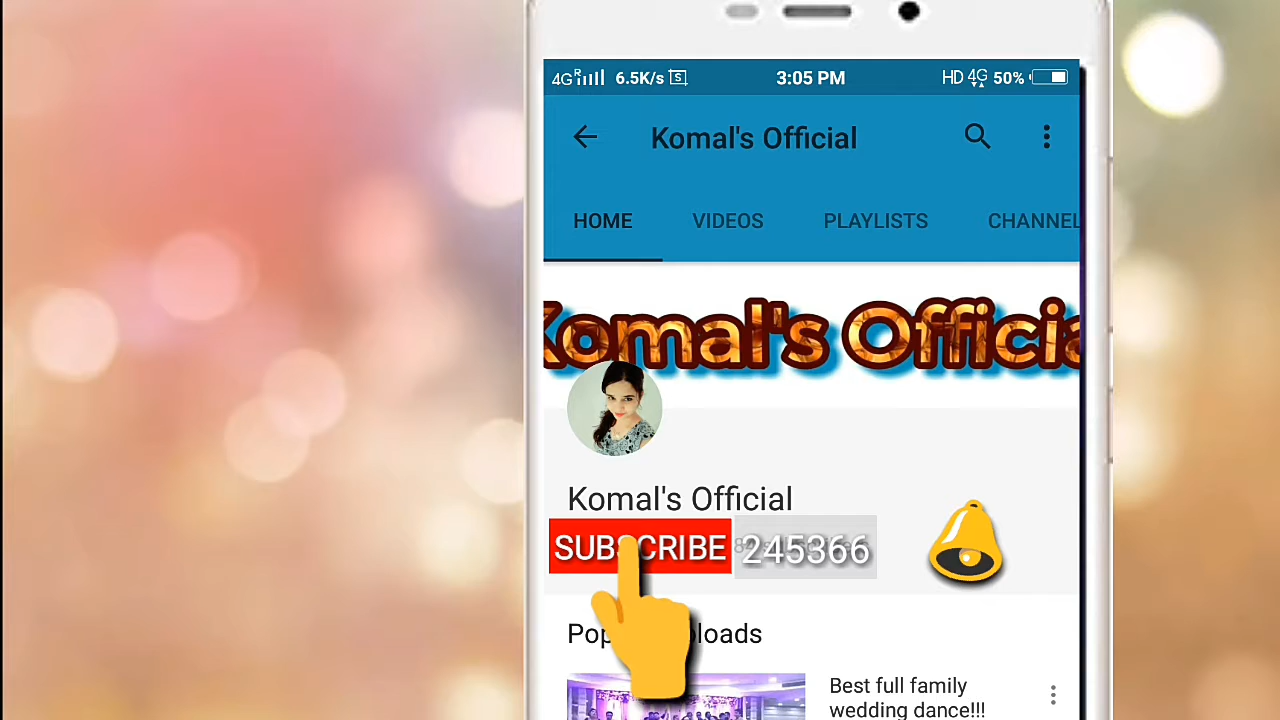 4G R 6.5K/s S 3:05 PM HD 4G 50%
Komal's Official
HOME VIDEOS PLAYLISTS CHANNEL
Komal's Official
Komal's Official
SUBSCRIBE 245366
Pop loads
Best full family
wedding dance!!!